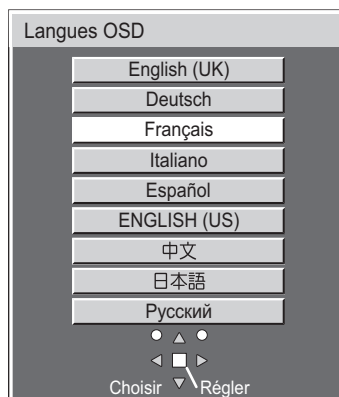 Langues OSD
English (UK)
Deutsch
Français
Italiano
Español
ENGLISH (US)
中文
日本語
Русский
Choisir Régler